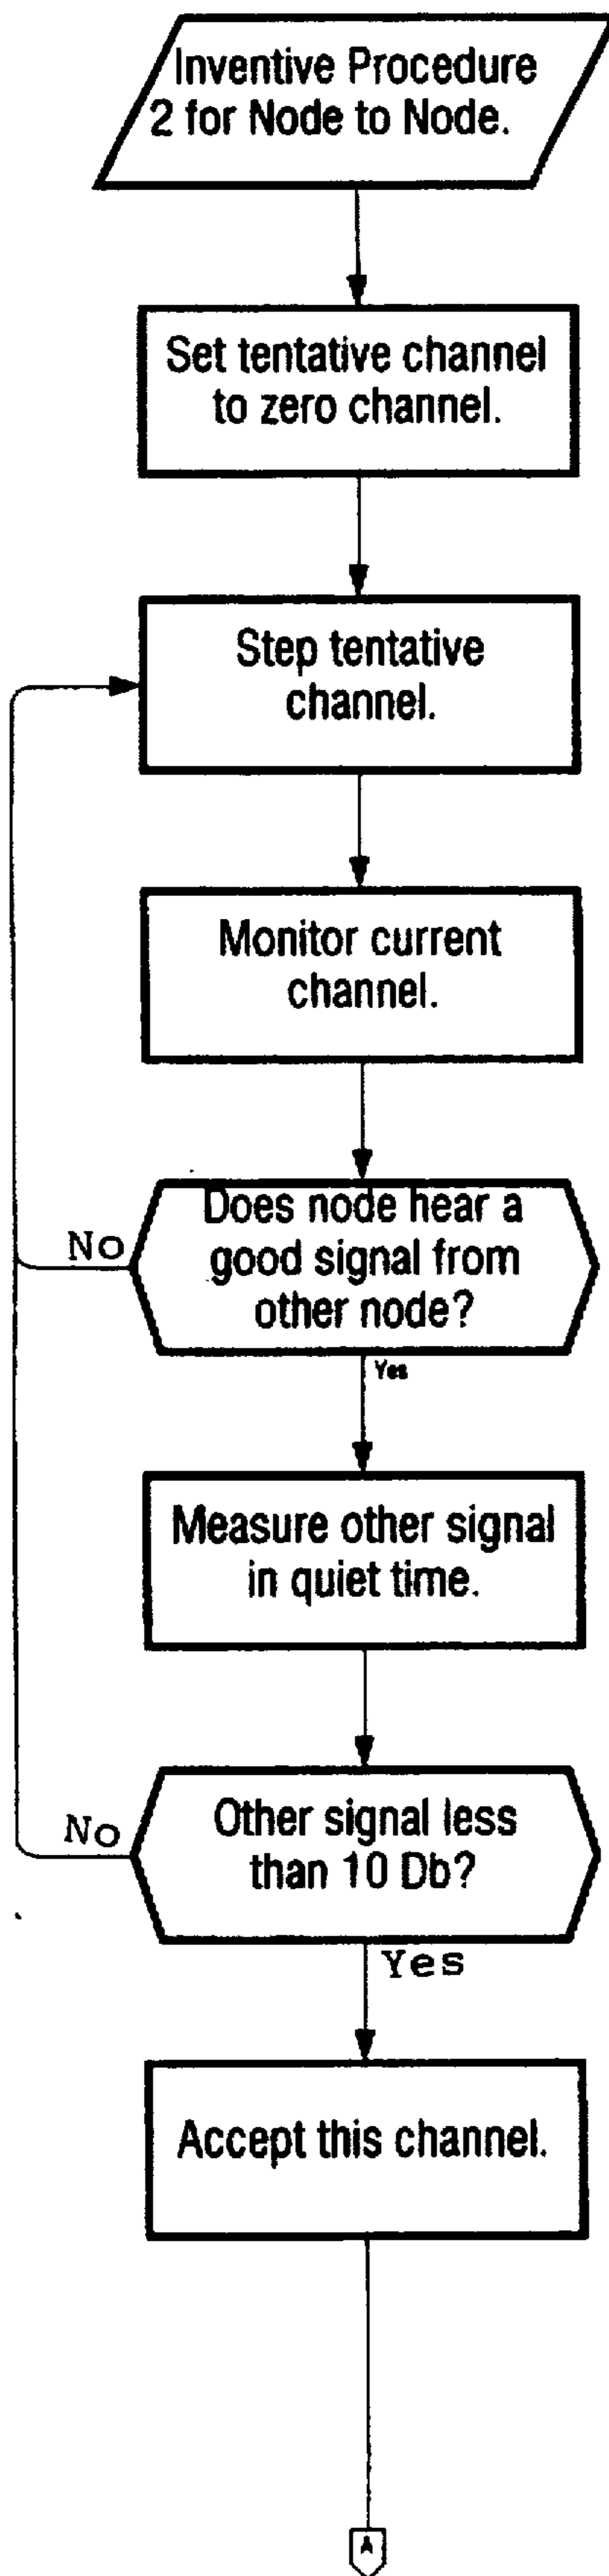 Inventive Procedure
2 for Node to Node.
Set tentative channel
to zero channel.
Step tentative
channel.
Monitor current
channel.
Does node hear a
good signal from
other node?
No
Yes
Measure other signal
in quiet time.
Other signal less
than 10 Db?
No
Yes
Accept this channel.
A